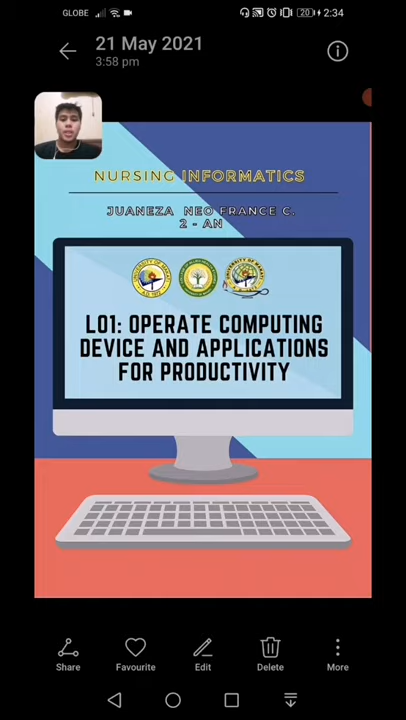 GLOBE
20
2:34
21 May 2021
3:58 pm
NURSING INFORMATICS
JUANEZA NEO FRANCE C.
2 - AN
LO1: OPERATE COMPUTING
DEVICE AND APPLICATIONS
FOR PRODUCTIVITY
Share
Favourite
Edit
Delete
More